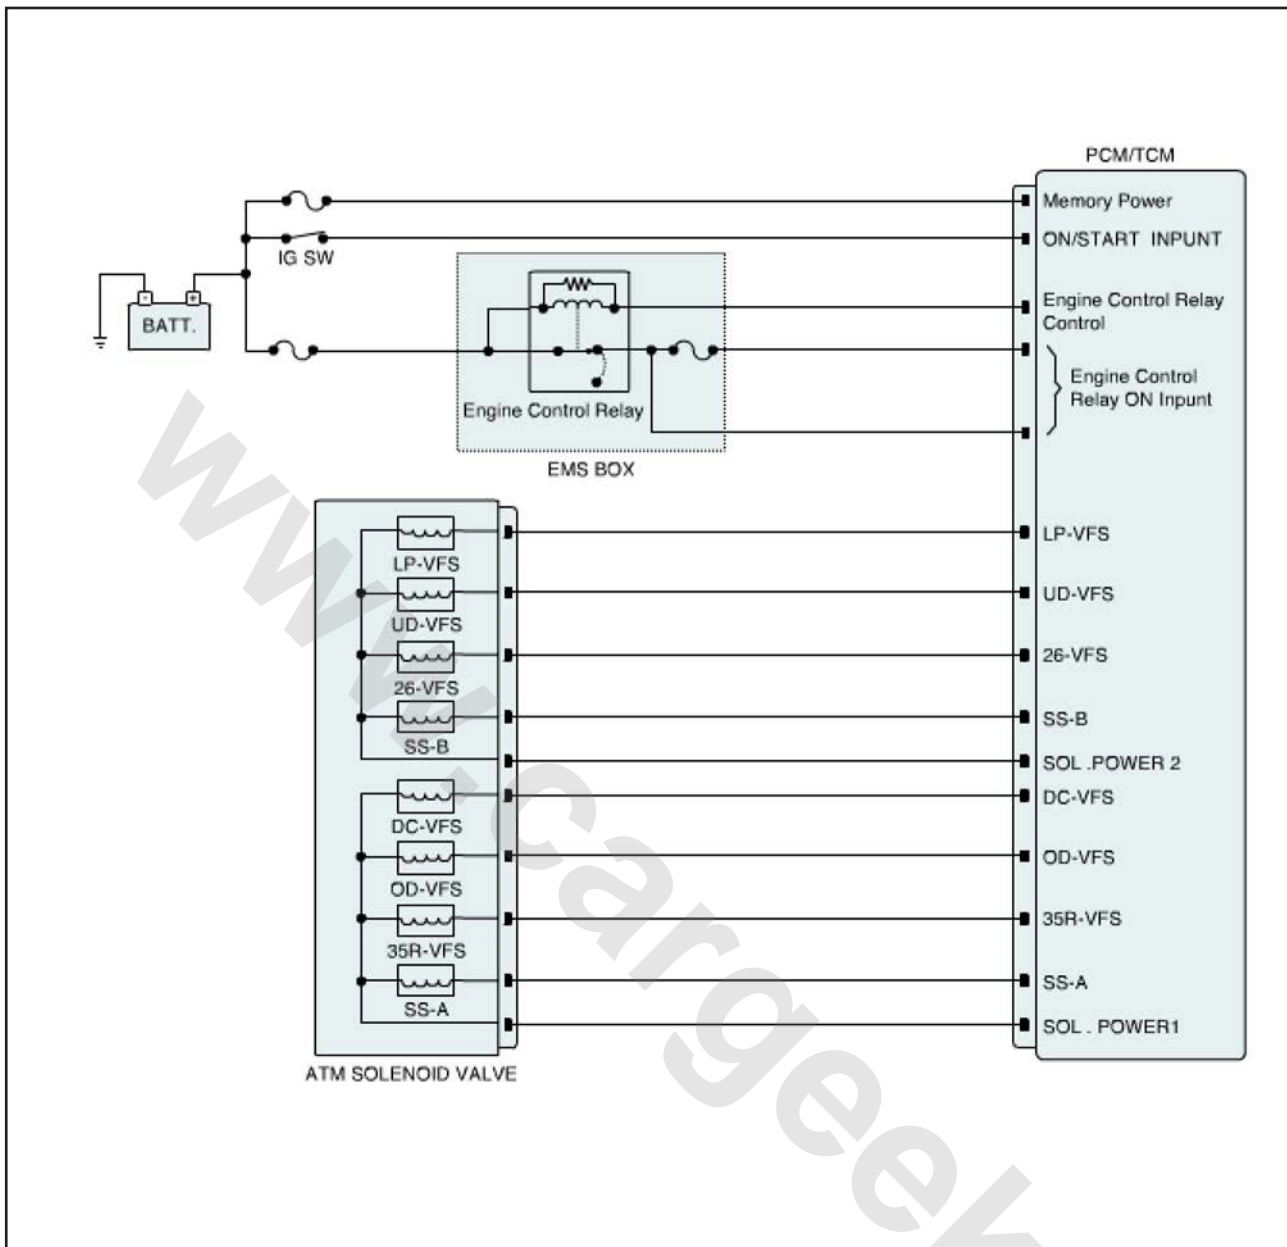 PCM/TCM
Memory Power
ON/START INPUNT
IG SW
Engine Control Relay
Control
- +
BATT.
Engine Control
Relay ON Inpunt
Engine Control Relay
EMS BOX
LP-VFS
LP-VFS
UD-VFS
UD-VFS
26-VFS
26-VFS
SS-B
SS-B
SOL .POWER 2
DC-VFS
DC-VFS
OD-VFS
OD-VFS
35R-VFS
35R-VFS
SS-A
SS-A
SOL . POWER1
ATM SOLENOID VALVE
www.cargeek